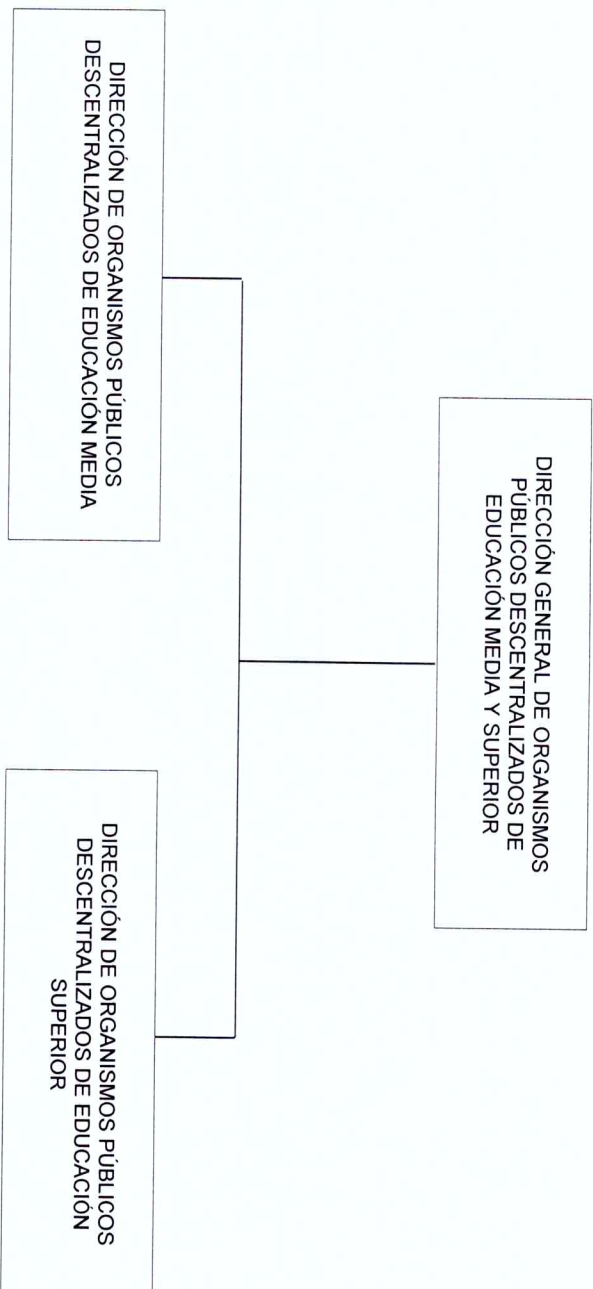 DIRECCIÓN GENERAL DE ORGANISMOS
PÚBLICOS DESCENTRALIZADOS DE
EDUCACIÓN MEDIA Y SUPERIOR
DIRECCIÓN DE ORGANISMOS PÚBLICOS
DESCENTRALIZADOS DE EDUCACIÓN MEDIA
DIRECCIÓN DE ORGANISMOS PÚBLICOS
DESCENTRALIZADOS DE EDUCACIÓN
SUPERIOR